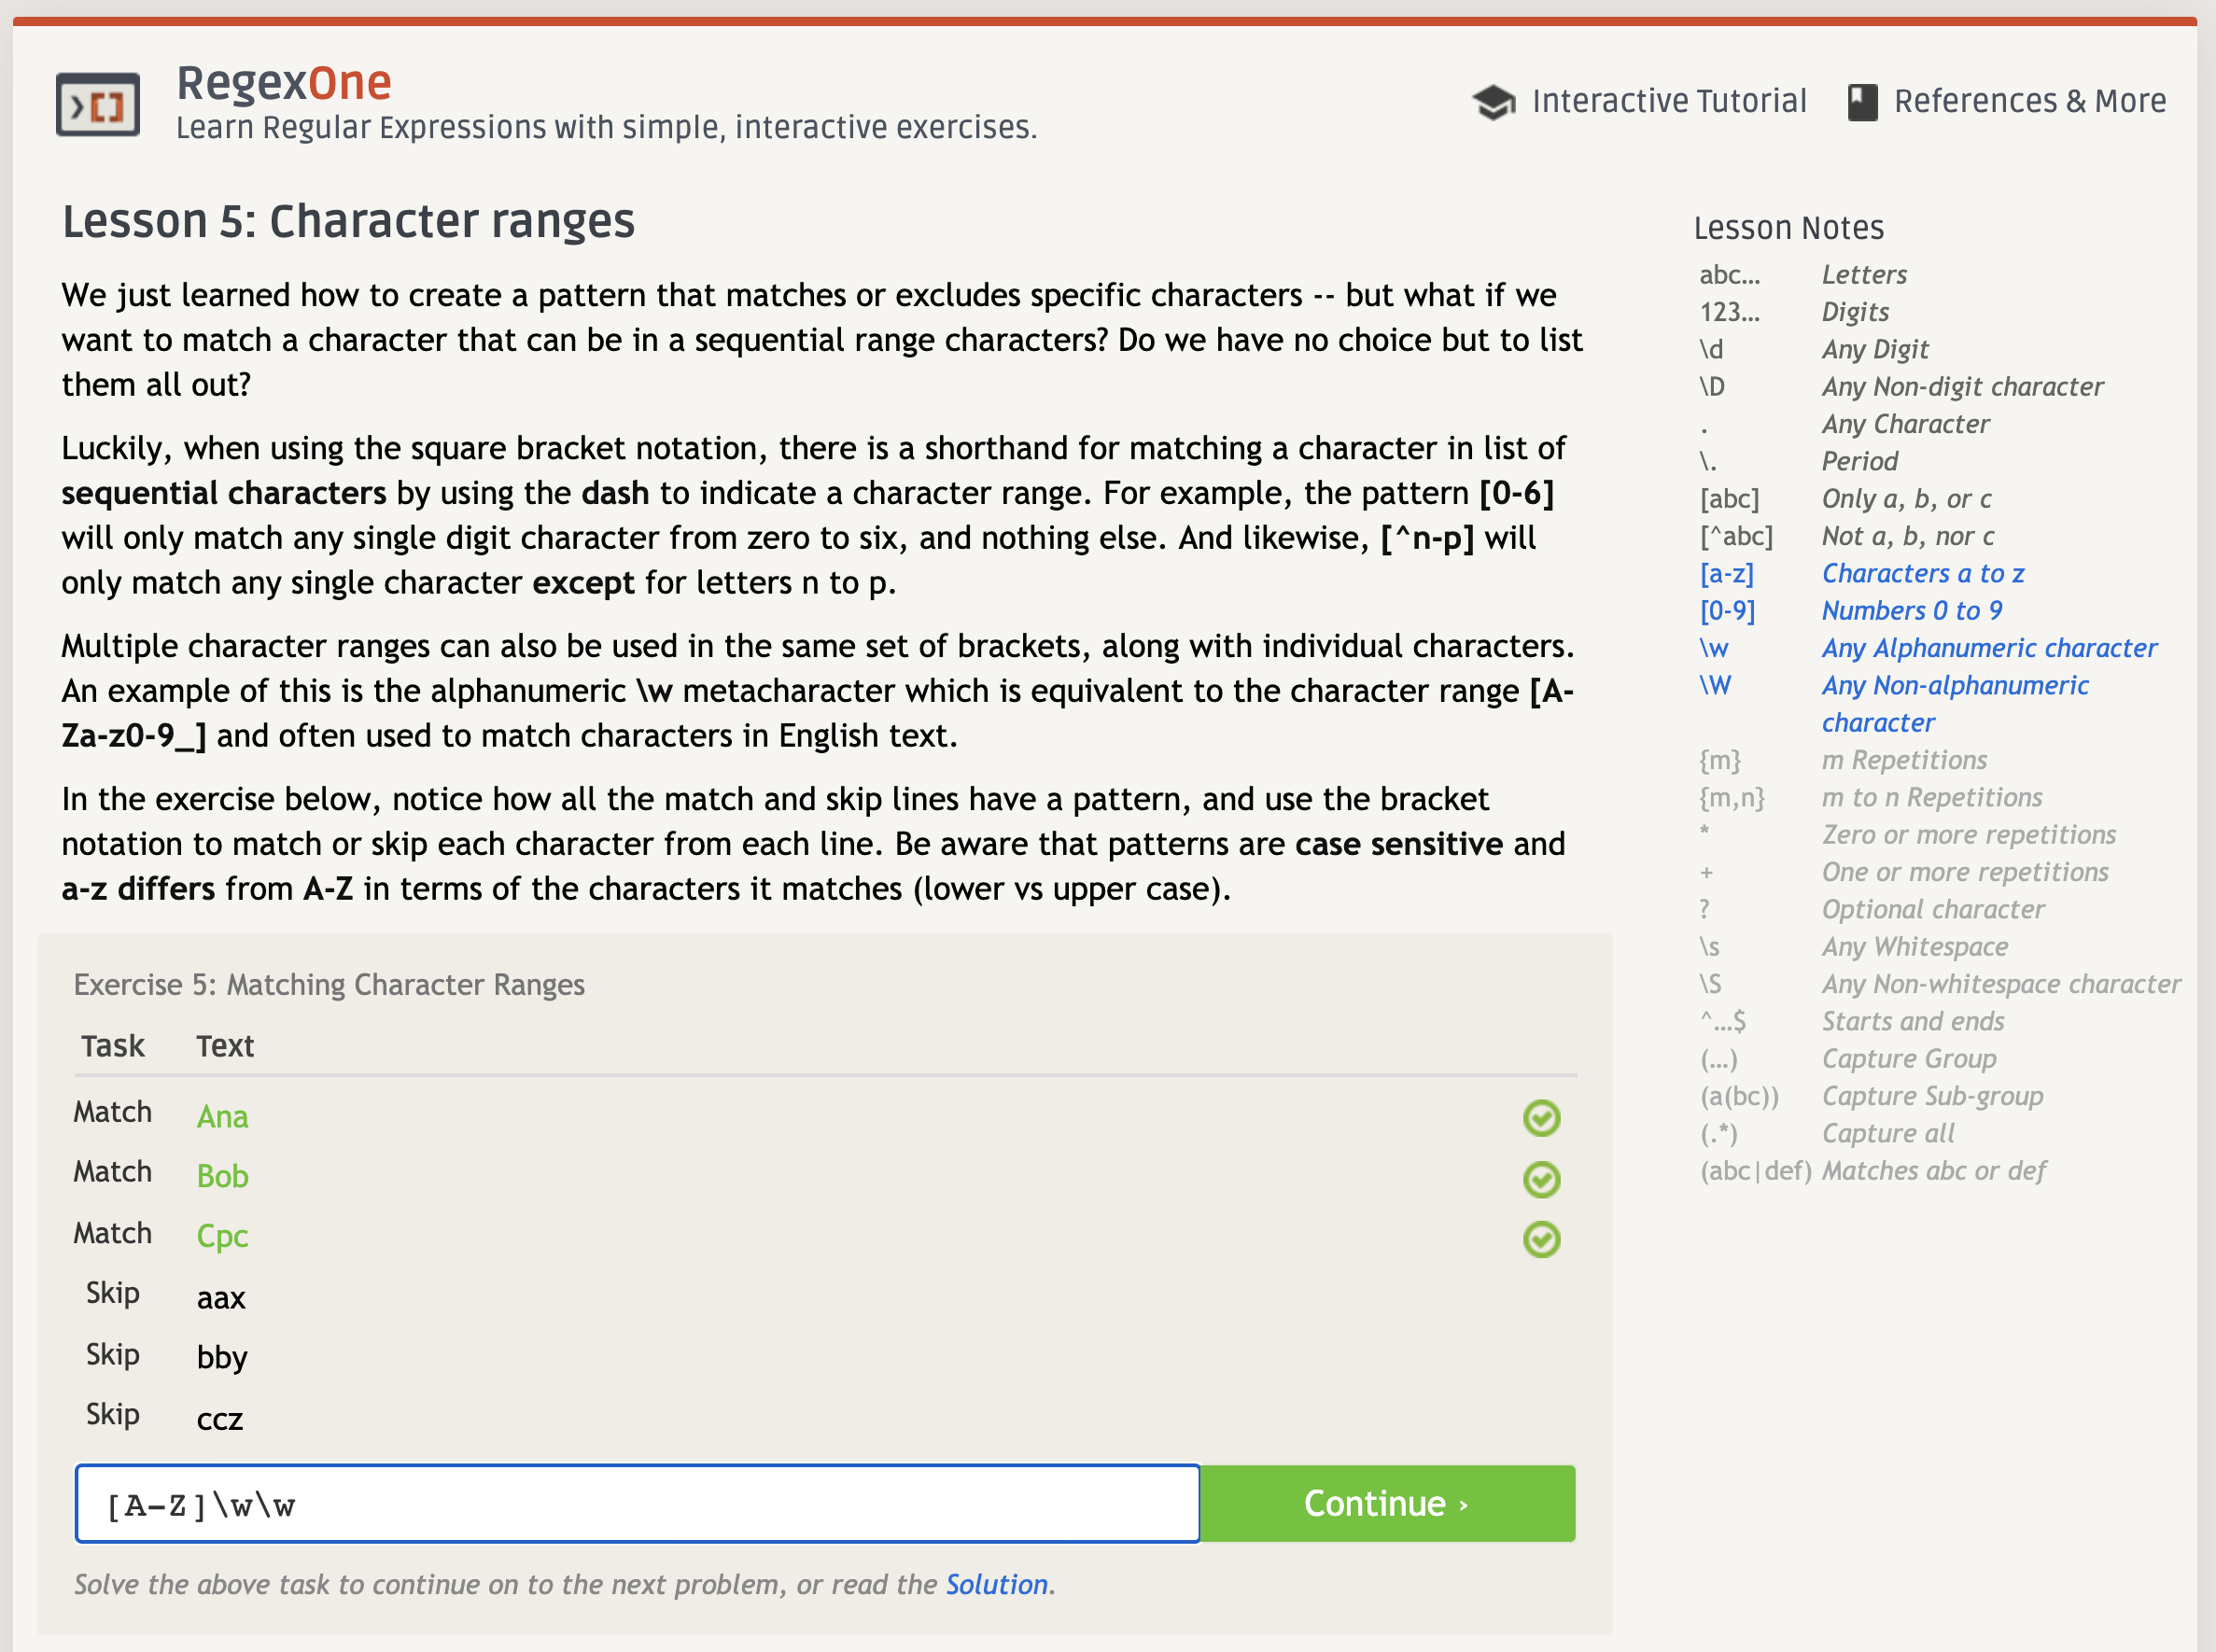 RegexOne
Learn Regular Expressions with simple, interactive exercises.
Interactive Tutorial
References & More
Lesson 5: Character ranges
We just learned how to create a pattern that matches or excludes specific characters -- but what if we
want to match a character that can be in a sequential range characters? Do we have no choice but to list
them all out?
Luckily, when using the square bracket notation, there is a shorthand for matching a character in list of
sequential characters by using the dash to indicate a character range. For example, the pattern [0-6]
will only match any single digit character from zero to six, and nothing else. And likewise, [^n-p] will
only match any single character except for letters n to p.
Multiple character ranges can also be used in the same set of brackets, along with individual characters.
An example of this is the alphanumeric \w metacharacter which is equivalent to the character range [A-
Za-z0-9_] and often used to match characters in English text.
In the exercise below, notice how all the match and skip lines have a pattern, and use the bracket
notation to match or skip each character from each line. Be aware that patterns are case sensitive and
a-z differs from A-Z in terms of the characters it matches (lower vs upper case).
Exercise 5: Matching Character Ranges
Task Text
Match Ana
Match Bob
Match Cpc
Skip aax
Skip bby
Skip ccz
[A-Z]\w\w
Continue ›
Solve the above task to continue on to the next problem, or read the Solution.
Lesson Notes
abc… Letters
123… Digits
\d Any Digit
\D Any Non-digit character
. Any Character
\. Period
[abc] Only a, b, or c
[^abc] Not a, b, nor c
[a-z] Characters a to z
[0-9] Numbers 0 to 9
\w Any Alphanumeric character
\W Any Non-alphanumeric
character
{m} m Repetitions
{m,n} m to n Repetitions
* Zero or more repetitions
+ One or more repetitions
? Optional character
\s Any Whitespace
\S Any Non-whitespace character
^…$ Starts and ends
(…) Capture Group
(a(bc)) Capture Sub-group
(.*) Capture all
(abc|def) Matches abc or def